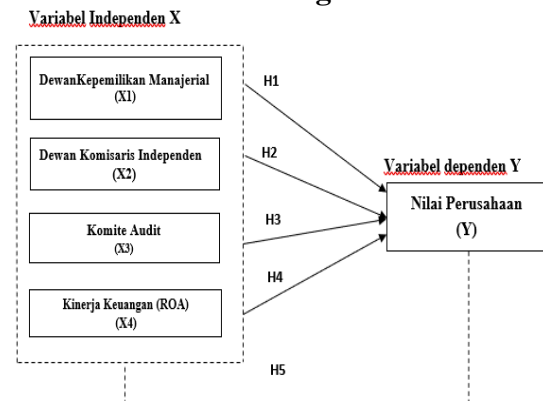 Variabel Independen X
DewanKepemilikan Manajerial
(X1)
Dewan Komisaris Independen
(X2)
Komite Audit
(X3)
Kinerja Keuangan (ROA)
(X4)
H1
H2
H3
H4
H5
Variabel dependen Y
Nilai Perusahaan
(Y)